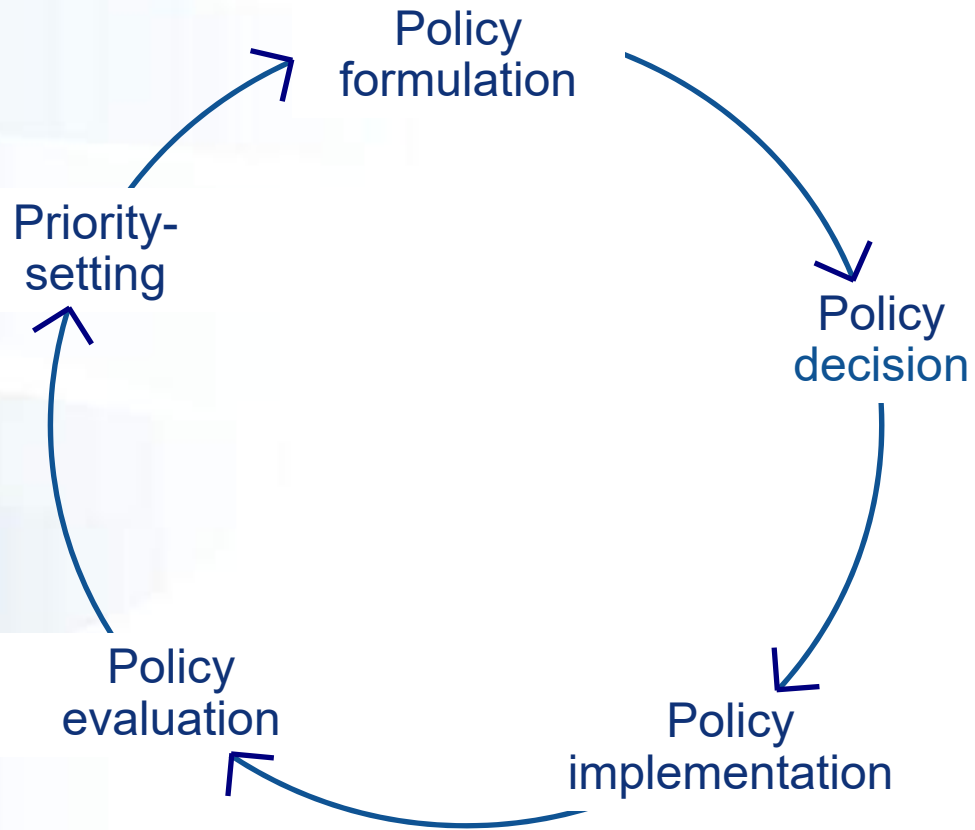 Policy
formulation
Priority-
setting
Policy
decision
Policy
evaluation
Policy
implementation